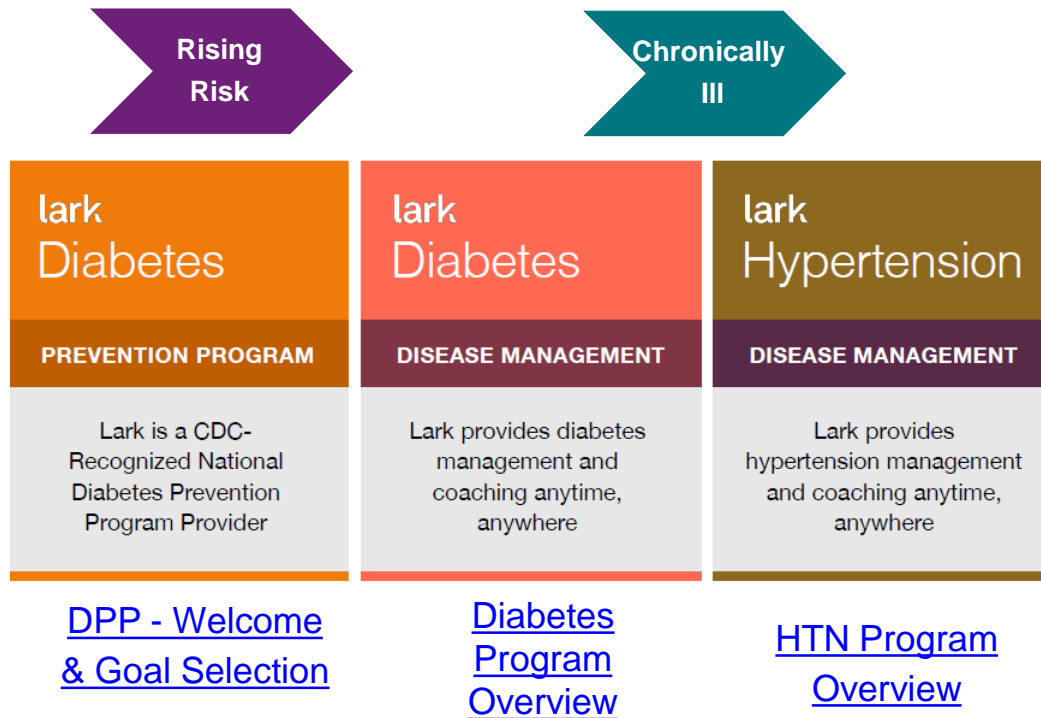 Rising
Risk
Chronically
Ill
lark
Diabetes
PREVENTION PROGRAM
Lark is a CDC-
Recognized National
Diabetes Prevention
Program Provider
DPP - Welcome
& Goal Selection
lark
Diabetes
DISEASE MANAGEMENT
Lark provides diabetes
management and
coaching anytime,
anywhere
Diabetes
Program
Overview
lark
Hypertension
DISEASE MANAGEMENT
Lark provides
hypertension management
and coaching anytime,
anywhere
HTN Program
Overview